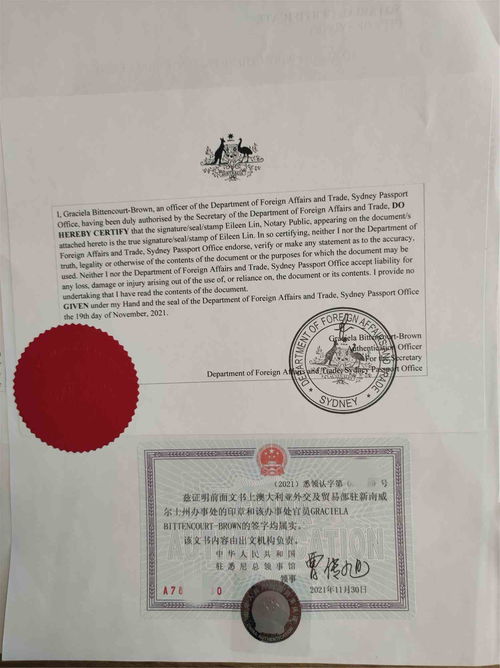 I, Graciela Bittencourt-Brown, an officer of the Department of Foreign Affairs and Trade, Sydney Passport
Office, having been duly authorised by the Secretary of the Department of Foreign Affairs and Trade, DO
HEREBY CERTIFY that the signature/seal/stamp Eileen Lin, Notary Public, appearing on the document/s
attached hereto is the true signature/seal/stamp of Eileen Lin. In so certifying, neither I nor the Department of
Foreign Affairs and Trade, Sydney Passport Office endorse, verify or make any statement as to the accuracy,
truth, legality or otherwise of the contents of the document or the purposes for which the document may be
used. Neither I nor the Department of Foreign Affairs and Trade, Sydney Passport Office accept liability for
any loss, damage or injury arising out of the use of, or reliance on, the document or its contents. I provide no
undertaking that I have read the contents of the document.
GIVEN under my Hand and the seal of the Department of Foreign Affairs and Trade, Sydney Passport Office
the 19th day of November, 2021.
Graciela Bittencourt-Brown
Authentication Officer
For the Secretary
Department of Foreign Affairs and Trade, Sydney Passport Office
DEPARTMENT OF FOREIGN AFFAIRS AND TRADE
SYDNEY
(2021) 悉领认字第 号
兹证明前面文书上澳大利亚外交及贸易部驻新南威
尔士州办事处的印章和该办事处官员GRACIELA
BITTENCOURT-BROWN的签字均属实。
该文书内容由出文机构负责。
中华人民共和国
驻悉尼总领事馆
领事
2021年11月30日